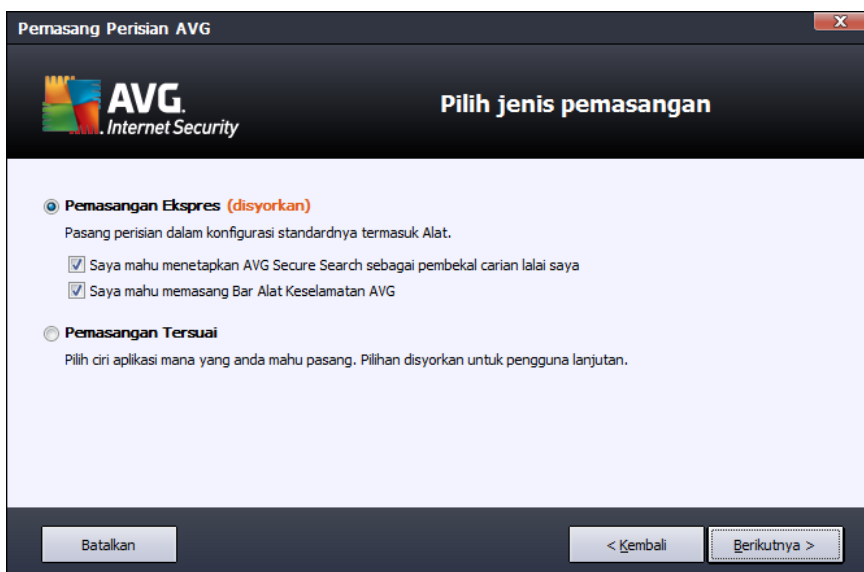 Pemasang Perisian AVG
X
AVG.
Internet Security
Pilih jenis pemasangan
Pemasangan Ekspres (disyorkan)
Pasang perisian dalam konfigurasi standardnya termasuk Alat.
Saya mahu menetapkan AVG Secure Search sebagai pembekal carian lalai saya
Saya mahu memasang Bar Alat Keselamatan AVG
Pemasangan Tersuai
Pilih ciri aplikasi mana yang anda mahu pasang. Pilihan disyorkan untuk pengguna lanjutan.
Batalkan
< Kembali
Berikutnya >